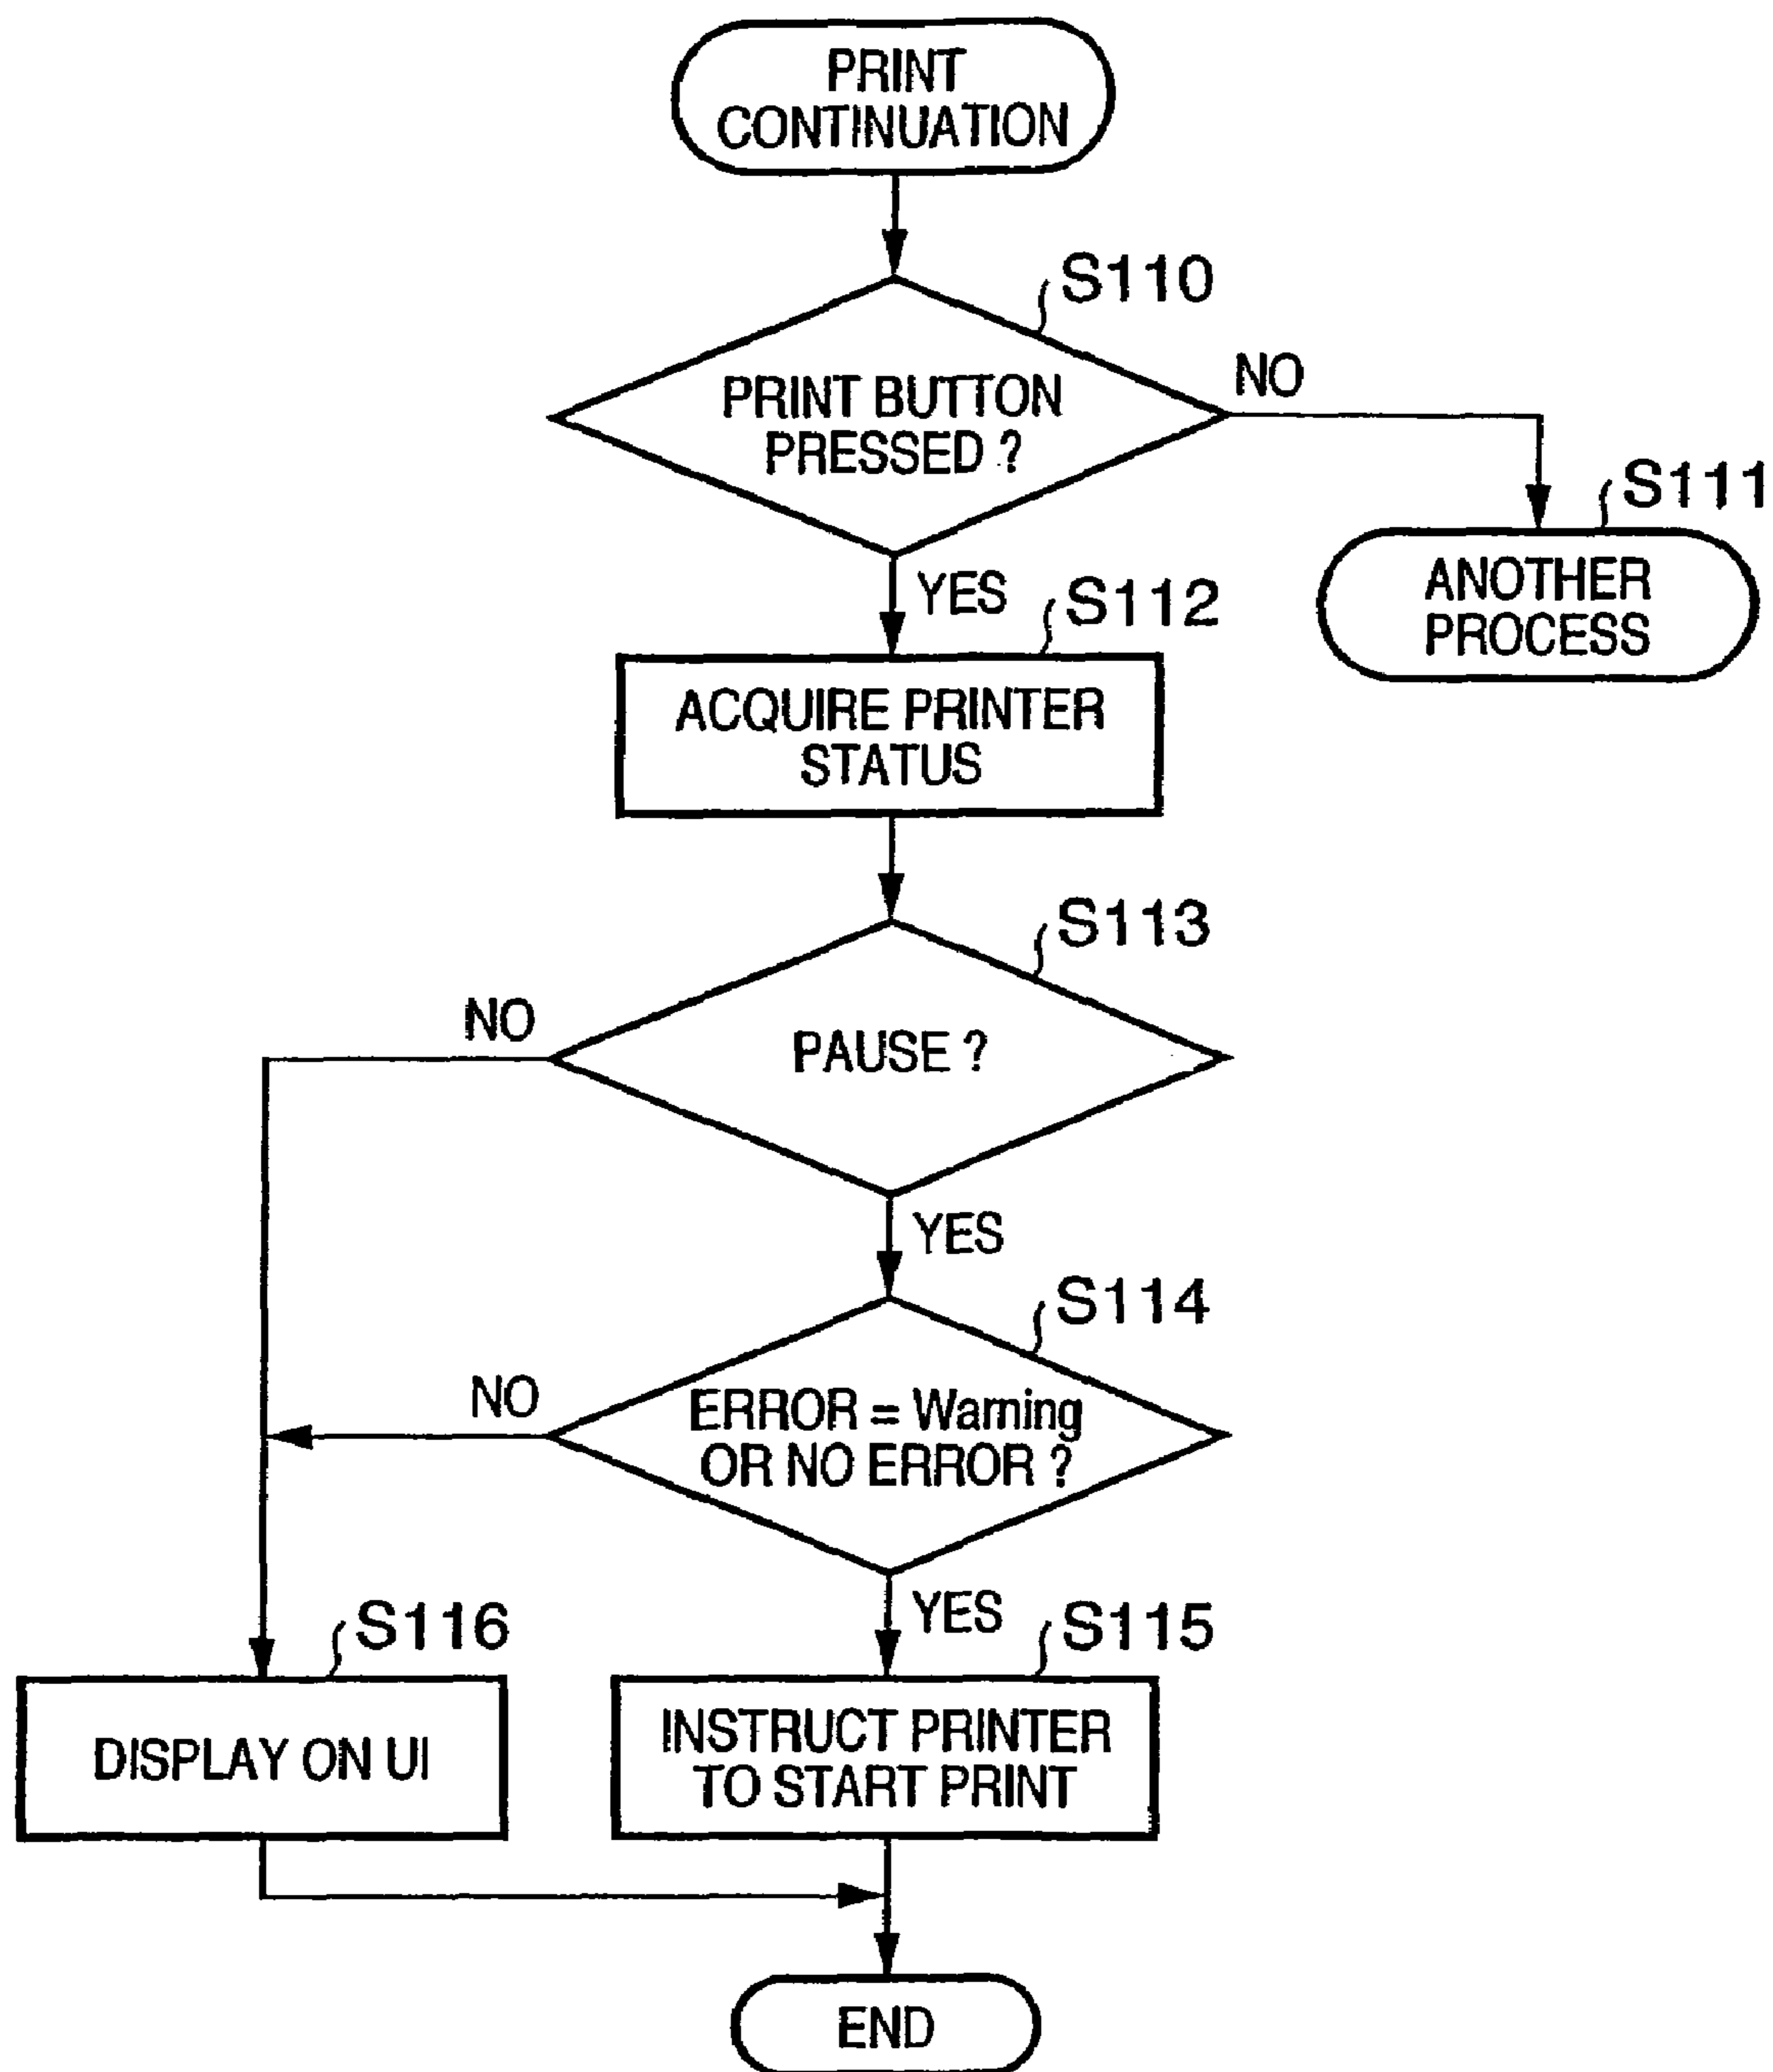 PRINT
CONTINUATION
S110
PRINT BUTTON
PRESSED ?
NO
S111
ANOTHER
PROCESS
YES
S112
ACQUIRE PRINTER
STATUS
S113
NO
PAUSE ?
YES
S114
NO
ERROR = Warning
OR NO ERROR ?
YES
S116
S115
DISPLAY ON UI
INSTRUCT PRINTER
TO START PRINT
END